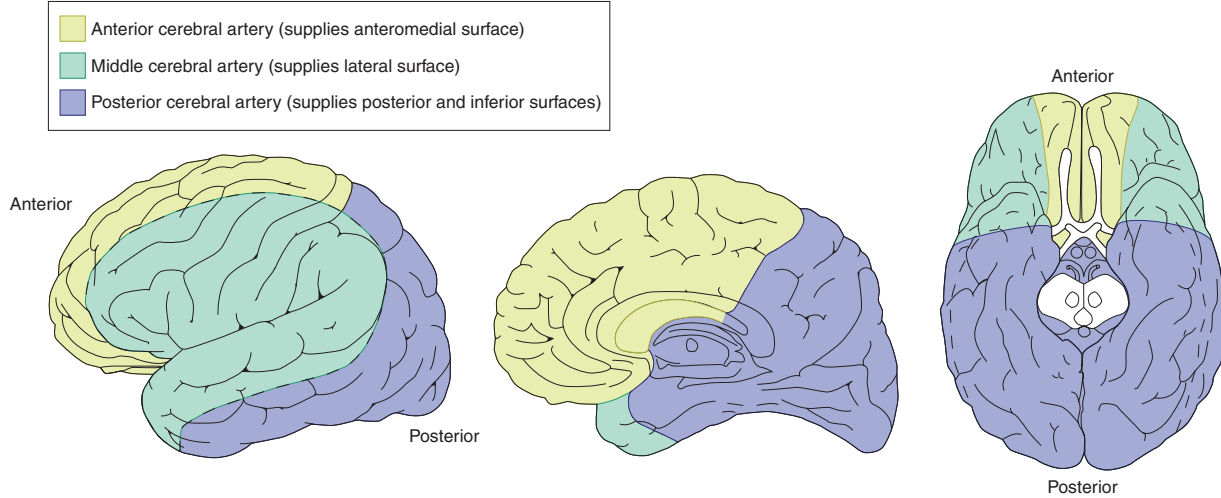 Anterior cerebral artery (supplies anteromedial surface)
Middle cerebral artery (supplies lateral surface)
Posterior cerebral artery (supplies posterior and inferior surfaces)
Anterior
Anterior
Posterior
Posterior